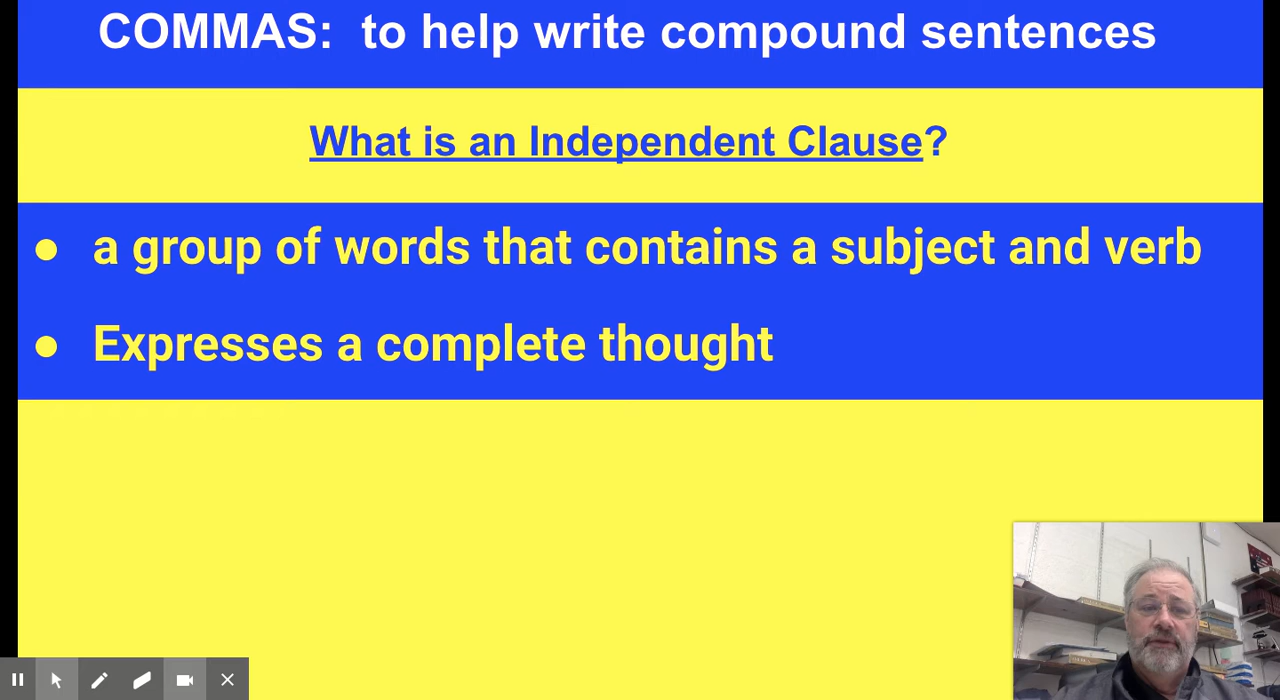 COMMAS: to help write compound sentences
What is an Independent Clause?
● a group of words that contains a subject and verb
● Expresses a complete thought